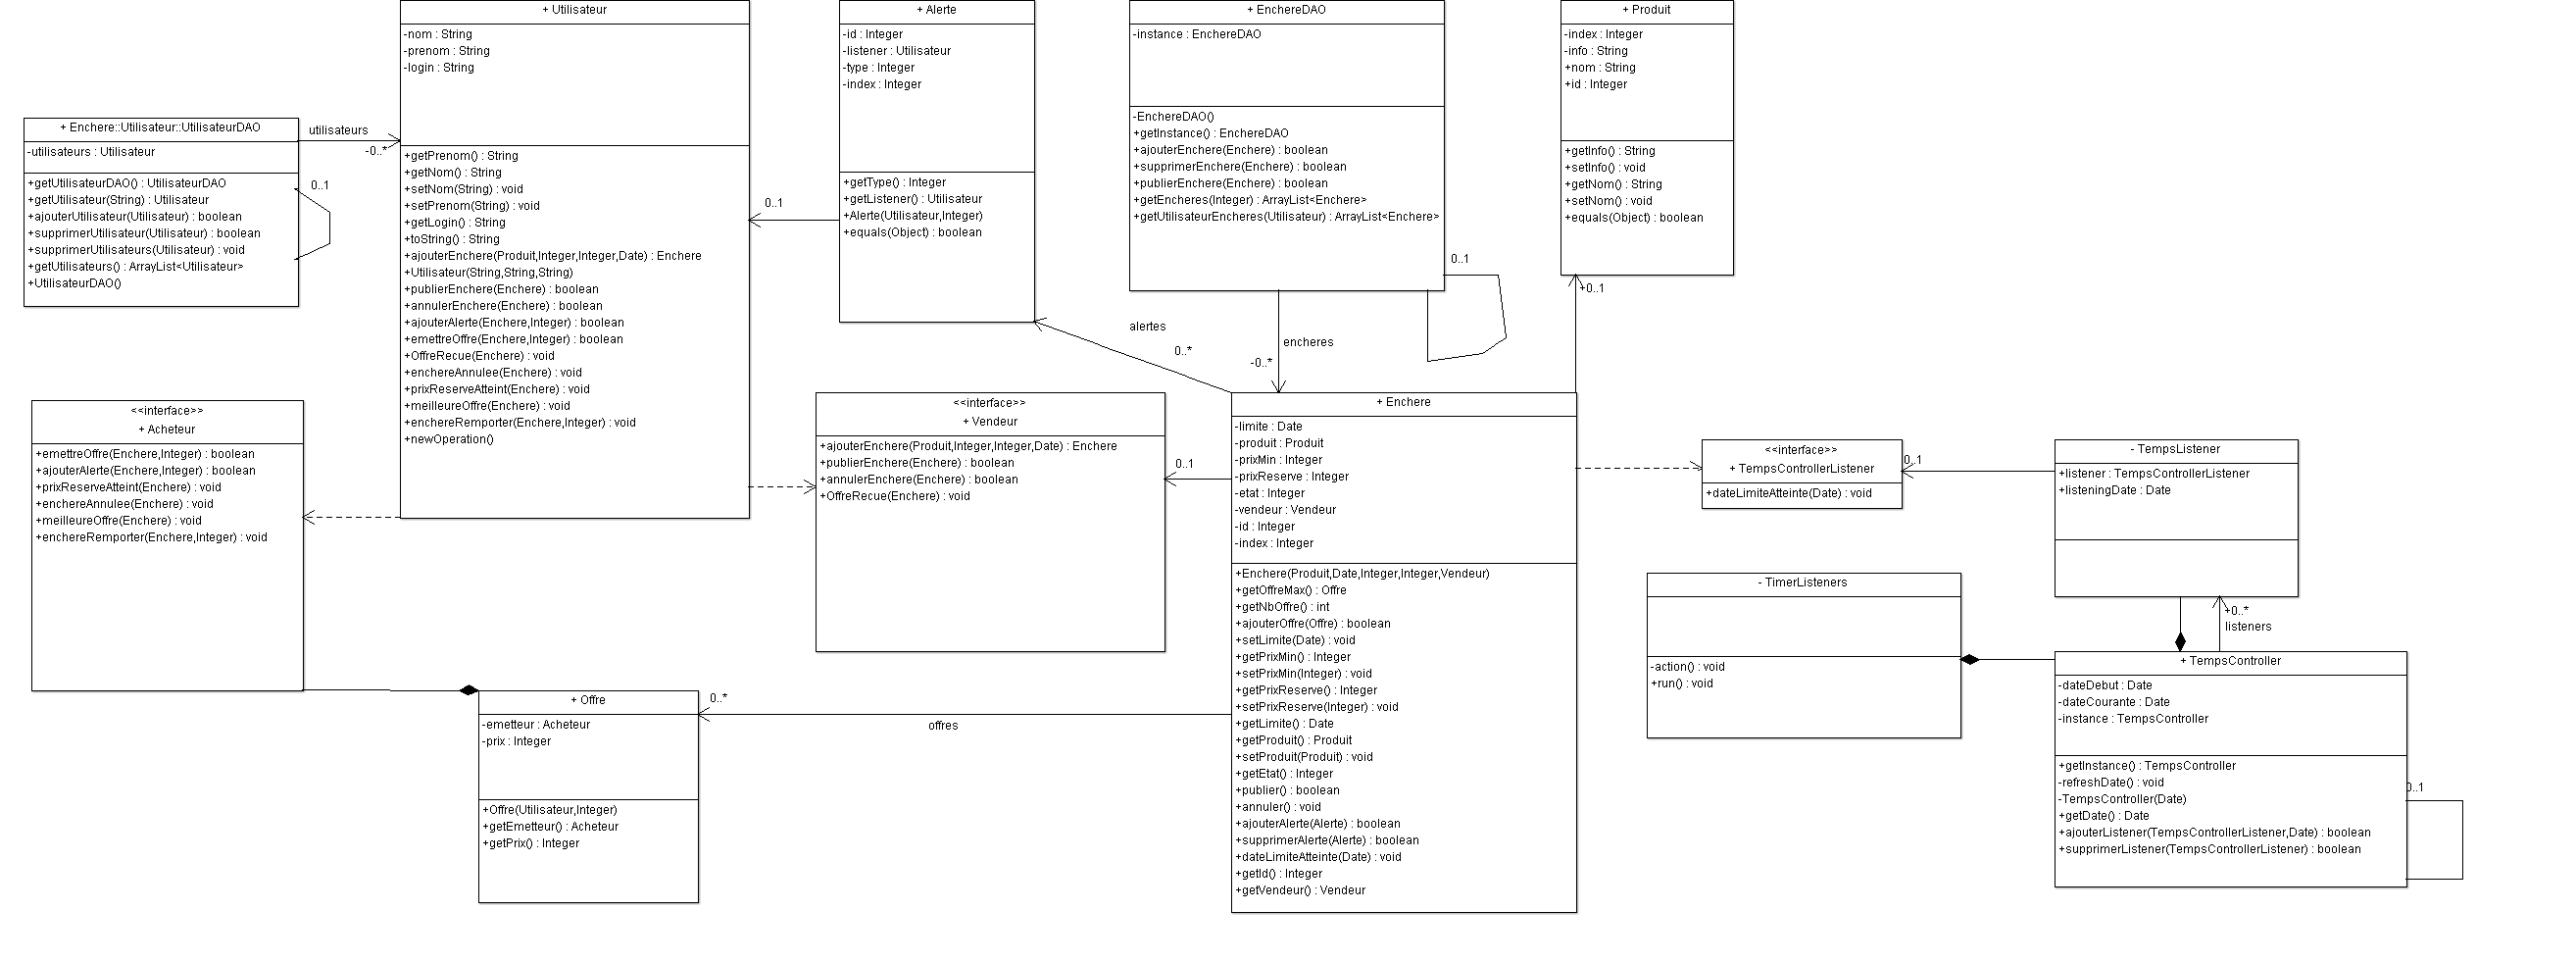 + Utilisateur
-nom : String
-prenom : String
-login : String
+getPrenom() : String
+getNom() : String
+setNom(String) : void
+setPrenom(String) : void
+getLogin() : String
+toString() : String
+ajouterEnchere(Produit,Integer,Integer,Date) : Enchere
+Utilisateur(String,String,String)
+publierEnchere(Enchere) : boolean
+annulerEnchere(Enchere) : boolean
+ajouterAlerte(Enchere,Integer) : boolean
+emettreOffre(Enchere,Integer) : boolean
+OffreRecue(Enchere) : void
+enchereAnnulee(Enchere) : void
+prixReserveAtteint(Enchere) : void
+meilleureOffre(Enchere) : void
+enchereRemporter(Enchere,Integer) : void
+newOperation()
+ Alerte
-id : Integer
-listener : Utilisateur
-type : Integer
-index : Integer
+getType() : Integer
+getListener() : Utilisateur
+Alerte(Utilisateur,Integer)
+equals(Object) : boolean
0..1
+ EnchereDAO
-instance : EnchereDAO
-EnchereDAO()
+getInstance() : EnchereDAO
+ajouterEnchere(Enchere) : boolean
+supprimerEnchere(Enchere) : boolean
+publierEnchere(Enchere) : boolean
+getEncheres(Integer) : ArrayList<Enchere>
+getUtilisateurEncheres(Utilisateur) : ArrayList<Enchere>
0..1
+ Produit
-index : Integer
-info : String
+nom : String
+id : Integer
+getInfo() : String
+setInfo() : void
+getNom() : String
+setNom() : void
+equals(Object) : boolean
+0..1
+ Enchere::Utilisateur::UtilisateurDAO
-utilisateurs : Utilisateur
+getUtilisateurDAO() : UtilisateurDAO
+getUtilisateur(String) : Utilisateur
+ajouterUtilisateur(Utilisateur) : boolean
+supprimerUtilisateur(Utilisateur) : boolean
+supprimerUtilisateurs(Utilisateur) : void
+getUtilisateurs() : ArrayList<Utilisateur>
+UtilisateurDAO()
utilisateurs
-0..*
0..1
alertes
0..*
encheres
-0..*
<<interface>>
+ Acheteur
+emettreOffre(Enchere,Integer) : boolean
+ajouterAlerte(Enchere,Integer) : boolean
+prixReserveAtteint(Enchere) : void
+enchereAnnulee(Enchere) : void
+meilleureOffre(Enchere) : void
+enchereRemporter(Enchere,Integer) : void
<<interface>>
+ Vendeur
+ajouterEnchere(Produit,Integer,Integer,Date) : Enchere
+publierEnchere(Enchere) : boolean
+annulerEnchere(Enchere) : boolean
+OffreRecue(Enchere) : void
0..1
+ Enchere
-limite : Date
-produit : Produit
-prixMin : Integer
-prixReserve : Integer
-etat : Integer
-vendeur : Vendeur
-id : Integer
-index : Integer
+Enchere(Produit,Date,Integer,Integer,Vendeur)
+getOffreMax() : Offre
+getNbOffre() : int
+ajouterOffre(Offre) : boolean
+setLimite(Date) : void
+getPrixMin() : Integer
+setPrixMin(Integer) : void
+getPrixReserve() : Integer
+setPrixReserve(Integer) : void
+getLimite() : Date
+getProduit() : Produit
+setProduit(Produit) : void
+getEtat() : Integer
+publier() : boolean
+annuler() : void
+ajouterAlerte(Alerte) : boolean
+supprimerAlerte(Alerte) : boolean
+dateLimiteAtteinte(Date) : void
+getId() : Integer
+getVendeur() : Vendeur
<<interface>>
+ TempsControllerListener
+dateLimiteAtteinte(Date) : void
0..1
- TempsListener
+listener : TempsControllerListener
+listeningDate : Date
- TimerListeners
-action() : void
+run() : void
+0..*
listeners
+ TempsController
-dateDebut : Date
-dateCourante : Date
-instance : TempsController
+getInstance() : TempsController
-refreshDate() : void
-TempsController(Date)
+getDate() : Date
+ajouterListener(TempsControllerListener,Date) : boolean
+supprimerListener(TempsControllerListener) : boolean
0..1
+ Offre
-emetteur : Acheteur
-prix : Integer
+Offre(Utilisateur,Integer)
+getEmetteur() : Acheteur
+getPrix() : Integer
0..*
offres